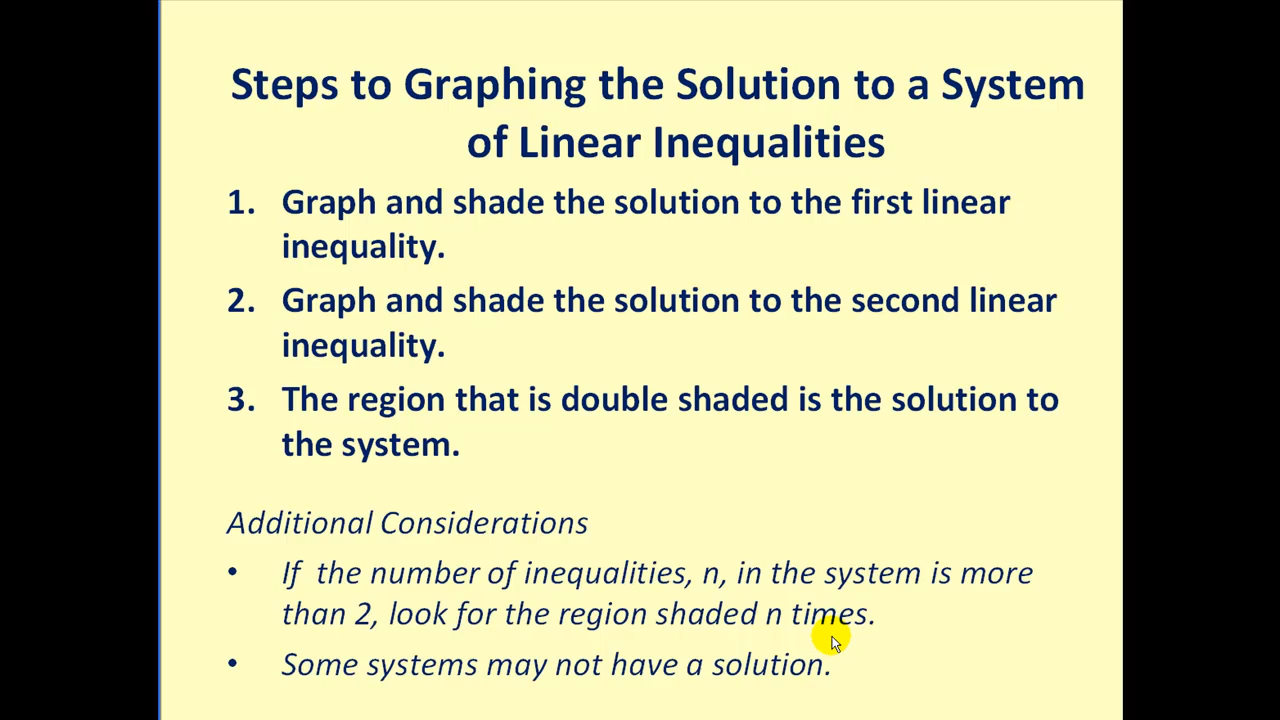 Steps to Graphing the Solution to a System
of Linear Inequalities
1. Graph and shade the solution to the first linear
inequality.
2. Graph and shade the solution to the second linear
inequality.
3. The region that is double shaded is the solution to
the system.
Additional Considerations
• If the number of inequalities, n, in the system is more
than 2, look for the region shaded n times.
• Some systems may not have a solution.